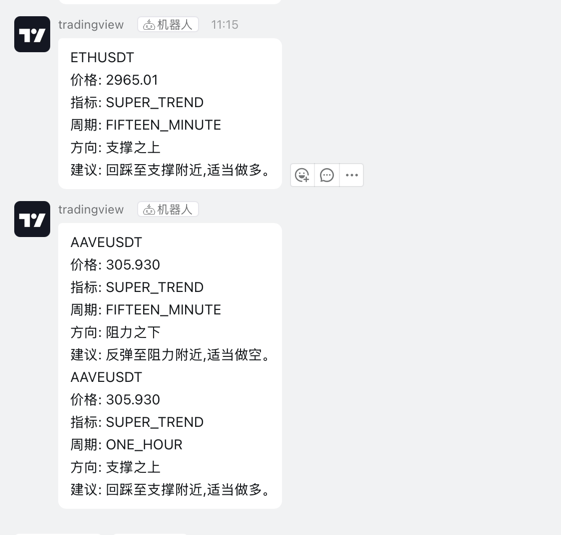 tradingview 机器人 11:15
ETHUSDT
价格: 2965.01
指标: SUPER_TREND
周期: FIFTEEN_MINUTE
方向: 支撑之上
建议: 回踩至支撑附近,适当做多。
tradingview 机器人
AAVEUSDT
价格: 305.930
指标: SUPER_TREND
周期: FIFTEEN_MINUTE
方向: 阻力之下
建议: 反弹至阻力附近,适当做空。
AAVEUSDT
价格: 305.930
指标: SUPER_TREND
周期: ONE_HOUR
方向: 支撑之上
建议: 回踩至支撑附近,适当做多。